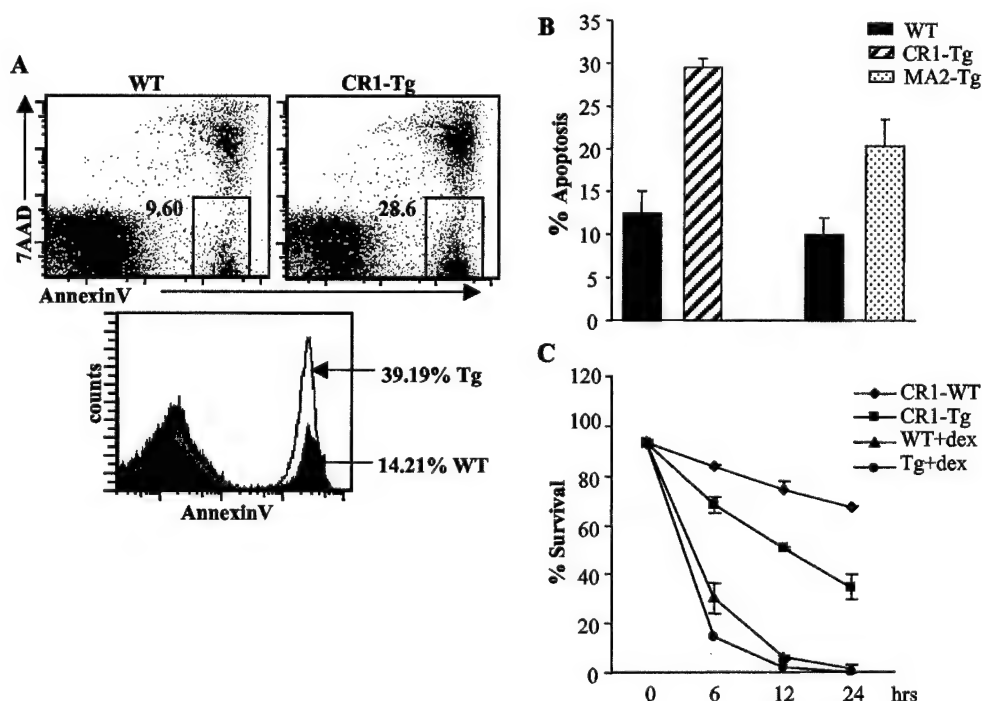 A
WT
CR1-Tg
7AAD
9.60
28.6
AnnexinV
counts
39.19% Tg
14.21% WT
AnnexinV
B
% Apoptosis
35
30
25
20
15
10
5
0
WT
CR1-Tg
MA2-Tg
C
% Survival
120
100
80
60
40
20
0
0 6 12 24 hrs
CR1-WT
CR1-Tg
WT+dex
Tg+dex